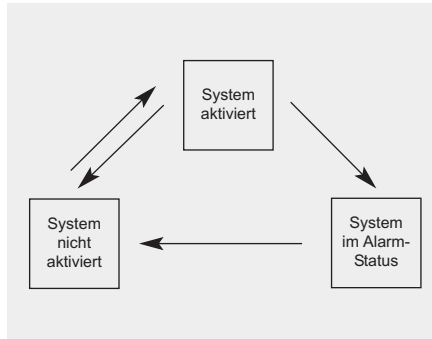 System
aktiviert
System
nicht
aktiviert
System
im Alarm-
Status